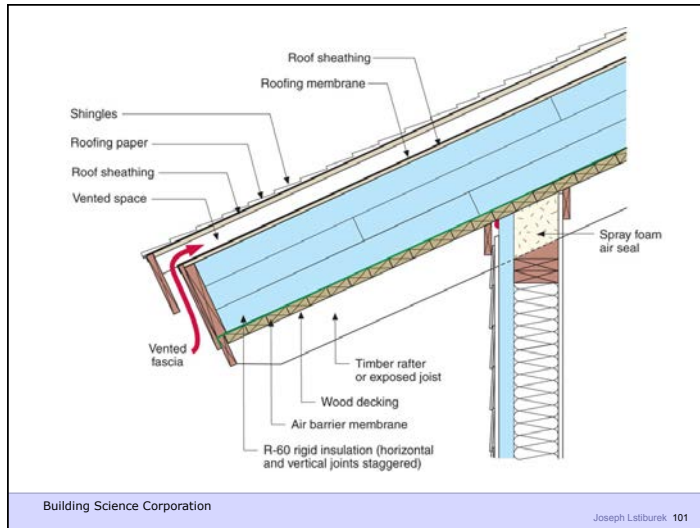 Roof sheathing
Roofing membrane
Shingles
Roofing paper
Roof sheathing
Vented space
Spray foam
air seal
Vented
fascia
Timber rafter
or exposed joist
Wood decking
Air barrier membrane
R-60 rigid insulation (horizontal
and vertical joints staggered)
Building Science Corporation
Joseph Lstiburek 101